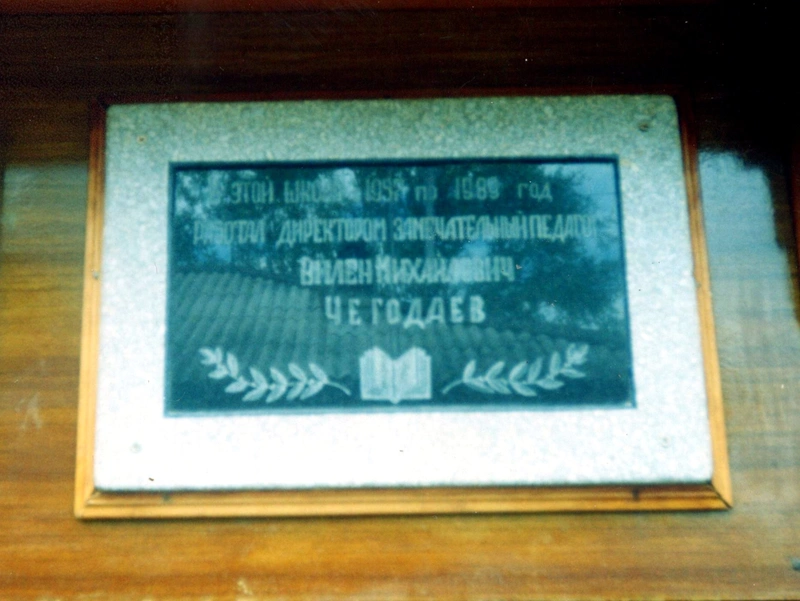 В ЭТОЙ ШКОЛЕ 1957 по 1989 год
РАБОТАЛ ДИРЕКТОРОМ ЗАМЕЧАТЕЛЬНЫЙ ПЕДАГОГ
ВИЛЕН МИХАЙЛОВИЧ
ЧЕГОДАЕВ